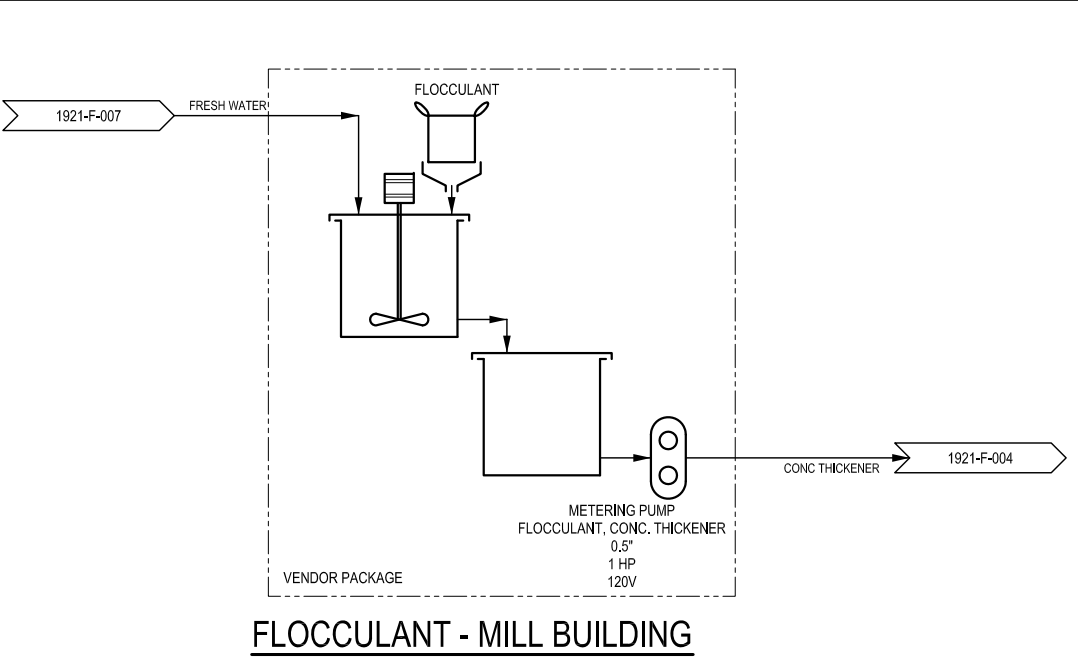 FLOCCULANT
1921-F-007
FRESH WATER
1921-F-004
CONC THICKENER
METERING PUMP
FLOCCULANT, CONC. THICKENER
0.5"
1 HP
120V
VENDOR PACKAGE
FLOCCULANT - MILL BUILDING